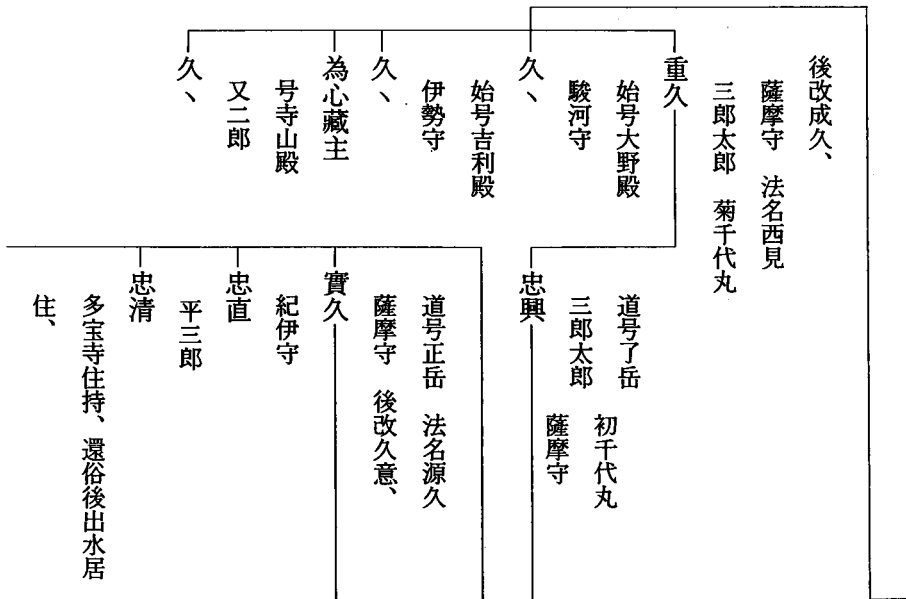 後改成久、
薩摩守　法名西見
三郎太郎　菊千代丸
重久
始号大野殿
駿河守
久ヽ
始号吉利殿
伊勢守
久ヽ
為心藏主
号寺山殿
又二郎
久ヽ
道号了岳
初千代丸
三郎太郎
薩摩守
忠興
道号正岳　法名源久
薩摩守　後改久意、
實久
紀伊守
忠直
平三郎
忠清
多宝寺住持、還俗後出水居
住、